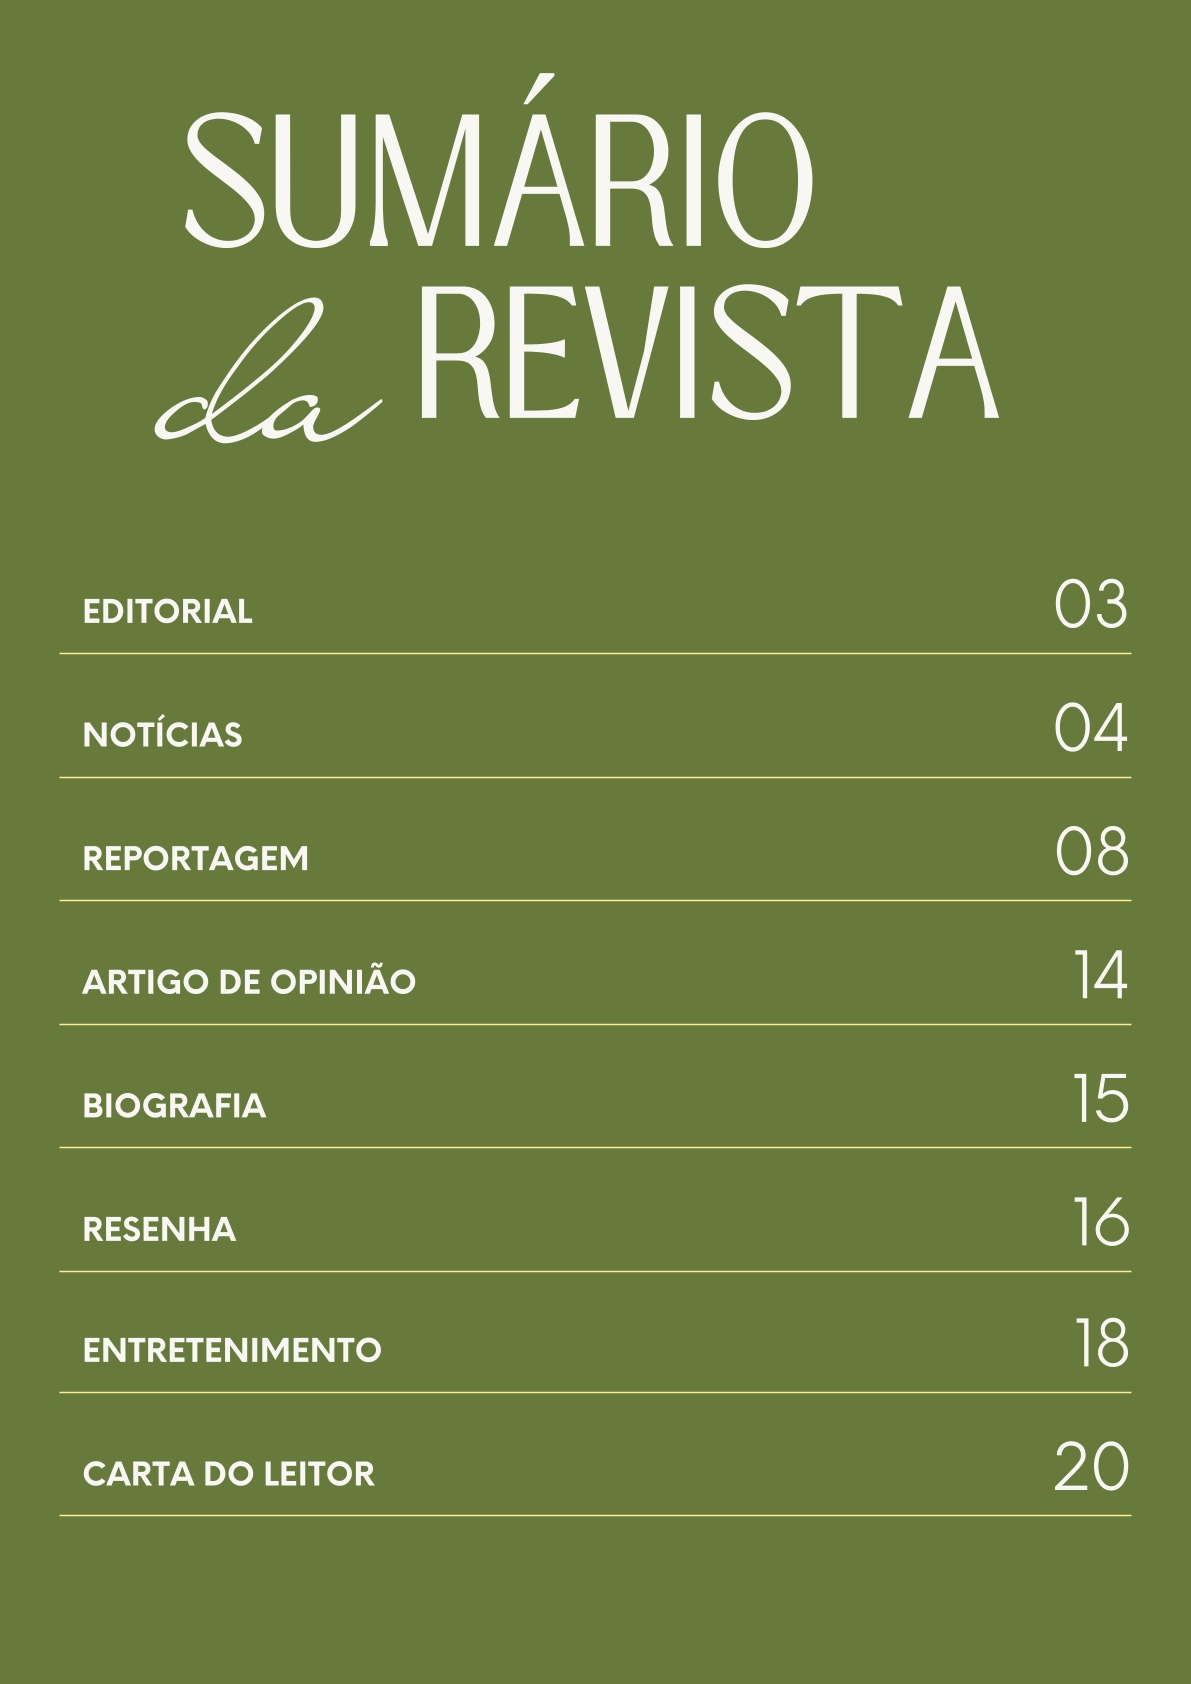 SUMÁRIO
da REVISTA
EDITORIAL 03
NOTÍCIAS 04
REPORTAGEM 08
ARTIGO DE OPINIÃO 14
BIOGRAFIA 15
RESENHA 16
ENTRETENIMENTO 18
CARTA DO LEITOR 20